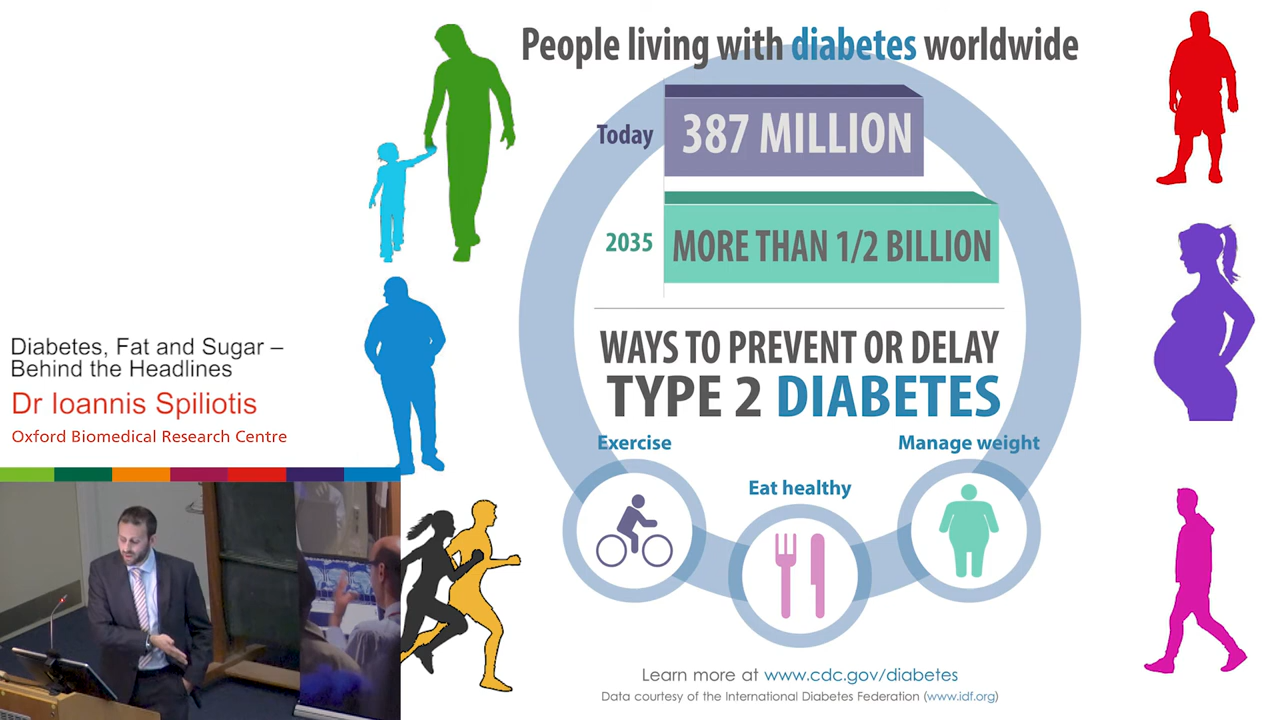 People living with diabetes worldwide
Today
387 MILLION
2035
MORE THAN 1/2 BILLION
WAYS TO PREVENT OR DELAY
TYPE 2 DIABETES
Exercise
Eat healthy
Manage weight
Learn more at www.cdc.gov/diabetes
Data courtesy of the International Diabetes Federation (www.idf.org)
Diabetes, Fat and Sugar –
Behind the Headlines
Dr Ioannis Spiliotis
Oxford Biomedical Research Centre